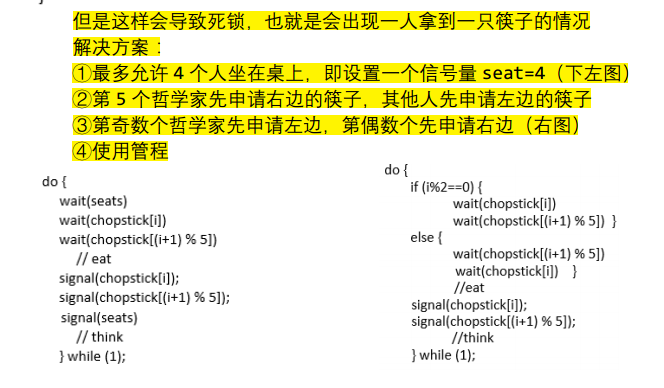 但是这样会导致死锁，也就是会出现一人拿到一只筷子的情况
解决方案：
①最多允许 4 个人坐在桌上，即设置一个信号量 seat=4（下左图）
②第 5 个哲学家先申请右边的筷子，其他人先申请左边的筷子
③第奇数个哲学家先申请左边，第偶数个先申请右边（右图）
④使用管程
do {
wait(seats)
wait(chopstick[i])
wait(chopstick[(i+1) % 5])
// eat
signal(chopstick[i]);
signal(chopstick[(i+1) % 5]);
signal(seats)
// think
} while (1);
do {
if (i%2==0) {
wait(chopstick[i])
wait(chopstick[(i+1) % 5]) }
else {
wait(chopstick[(i+1) % 5])
wait(chopstick[i]) }
//eat
signal(chopstick[i]);
signal(chopstick[(i+1) % 5]);
//think
} while (1);